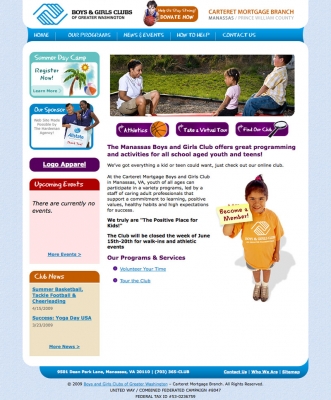 BOYS & GIRLS CLUBS
OF GREATER WASHINGTON
Help Us Stay Strong!
DONATE NOW
CARTERET MORTGAGE BRANCH
MANASSAS - PRINCE WILLIAM COUNTY
HOME
OUR PROGRAMS
NEWS & EVENTS
HOW TO HELP
CONTACT US
Summer Day Camp
Register
Now!
Learn More >
Our Sponsor
Web Site Made
Possible by
The Hardeman
Agency!
Logo Apparel
Upcoming Events
There are currently no
events.
More Events >
Club News
Summer Basketball,
Tackle Football &
Cheerleading
4/15/2009
Success: Yoga Day USA
2/23/2009
More News >
Athletics
Take a Virtual Tour
Find Our Club
The Manassas Boys and Girls Club offers great programming
and activities for all school aged youth and teens!
We've got everything a kid or teen could want, just check out our online club.
At the Carteret Mortgage Boys and Girls Club
in Manassas, VA, youth of all ages can
participate in a variety programs, led by a
staff of caring adult professionals that
support a commitment to learning, positive
values, healthy habits and high expectations
for success.
We truly are "The Positive Place for
Kids!"
The Club will be closed the week of June
15th-20th for walk-ins and athletic
events
Our Programs & Services
Volunteer Your Time
Tour the Club
Become a
Member!
BOYS & GIRLS CLUBS
9501 Dean Park Lane, Manassas, VA 20110 | (703) 365-CLUB
Contact Us | Who We Are | Sitemap
© 2009 Boys and Girls Clubs of Greater Washington - Carteret Mortgage Branch. All Rights Reserved.
UNITED WAY / COMBINED FEDERAL CAMPAIGN #8047
FEDERAL TAX ID #53-0236759